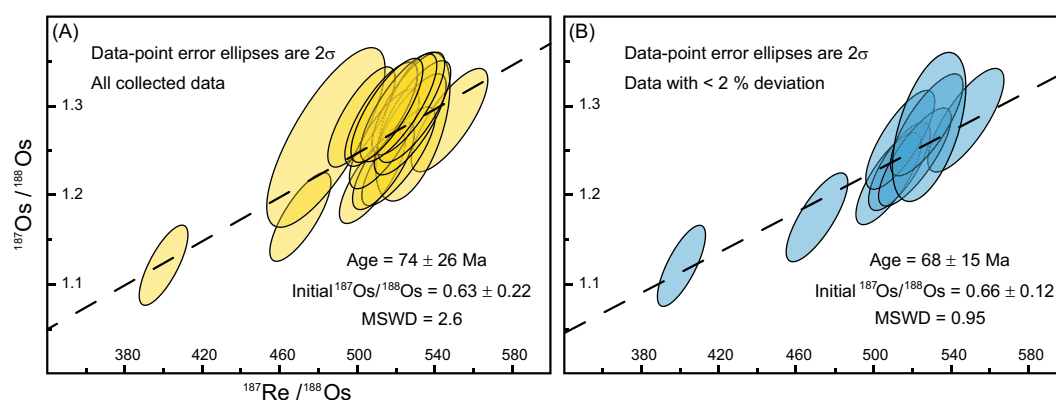 (A)
Data-point error ellipses are 2σ
All collected data
Age = 74 ± 26 Ma
Initial ¹⁸⁷Os/¹⁸⁸Os = 0.63 ± 0.22
MSWD = 2.6
1.3
1.2
1.1
¹⁸⁷Os /¹⁸⁸Os
380 420 460 500 540 580
¹⁸⁷Re /¹⁸⁸Os
(B)
Data-point error ellipses are 2σ
Data with < 2 % deviation
Age = 68 ± 15 Ma
Initial ¹⁸⁷Os/¹⁸⁸Os = 0.66 ± 0.12
MSWD = 0.95
1.3
1.2
1.1
380 420 460 500 540 580